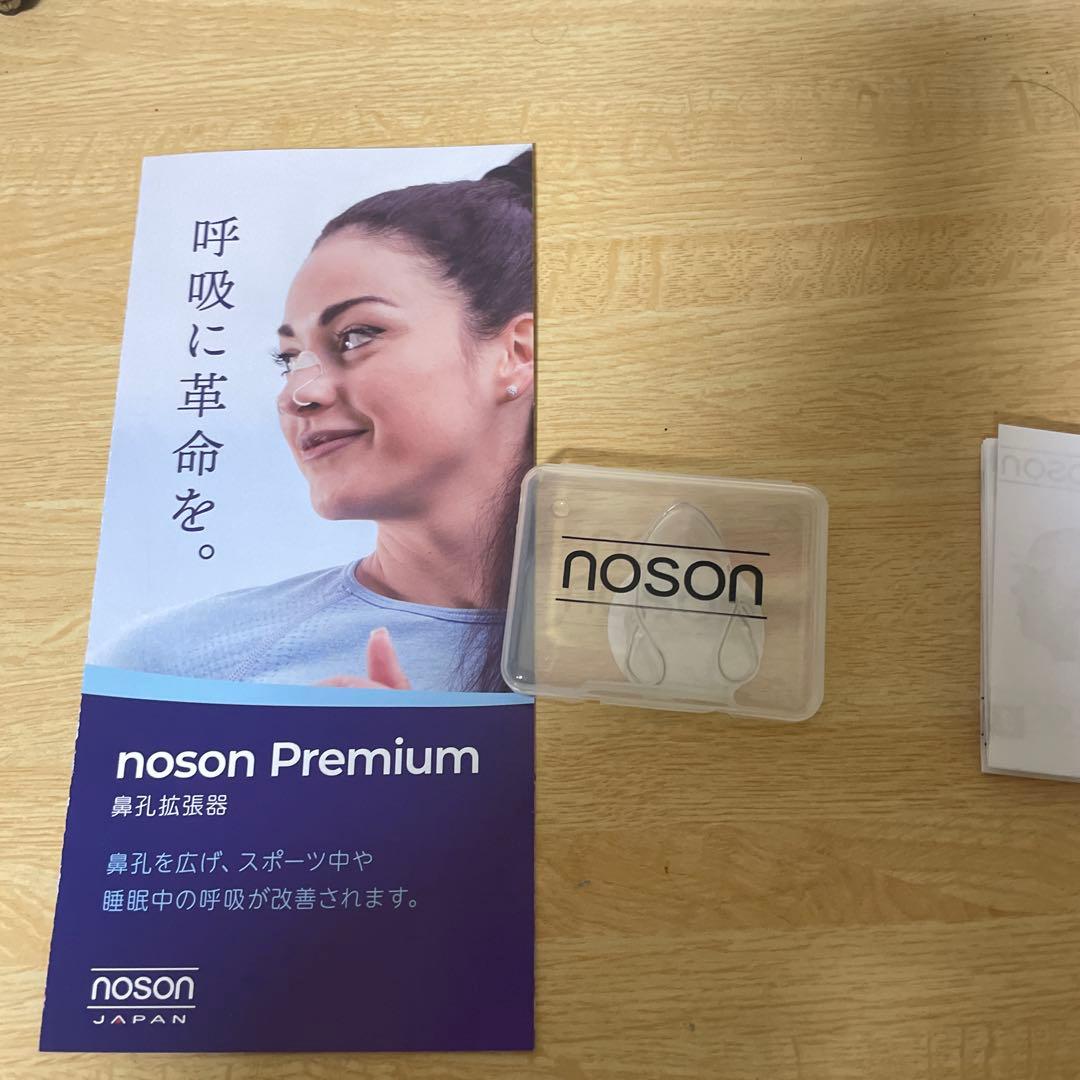 呼吸に革命を。
noson Premium
鼻孔拡張器
鼻孔を広げ、スポーツ中や
睡眠中の呼吸が改善されます。
noson
JAPAN
noson
noson